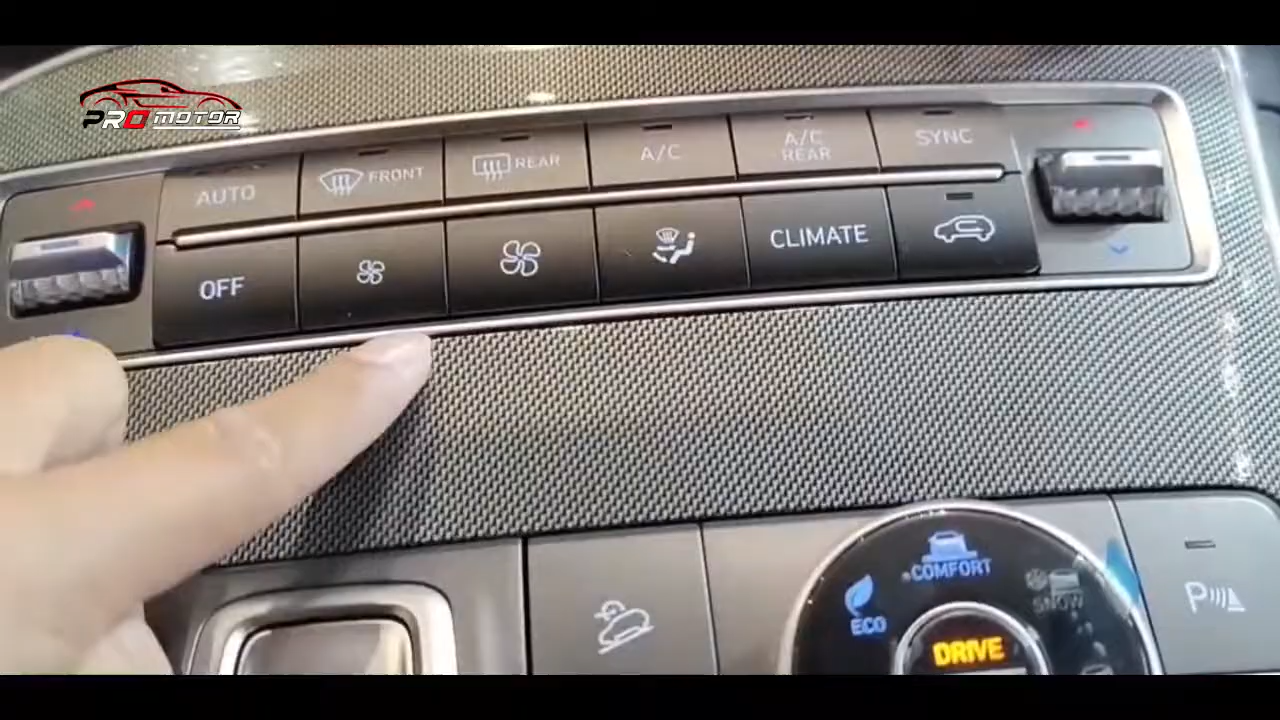 PRO MOTOR
AUTO
FRONT
REAR
A/C
A/C
REAR
SYNC
OFF
CLIMATE
COMFORT
ECO
SNOW
DRIVE
P